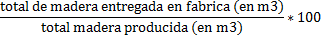 total de madera entregada en fabrica (en m3)
total madera producida (en m3)
* 100